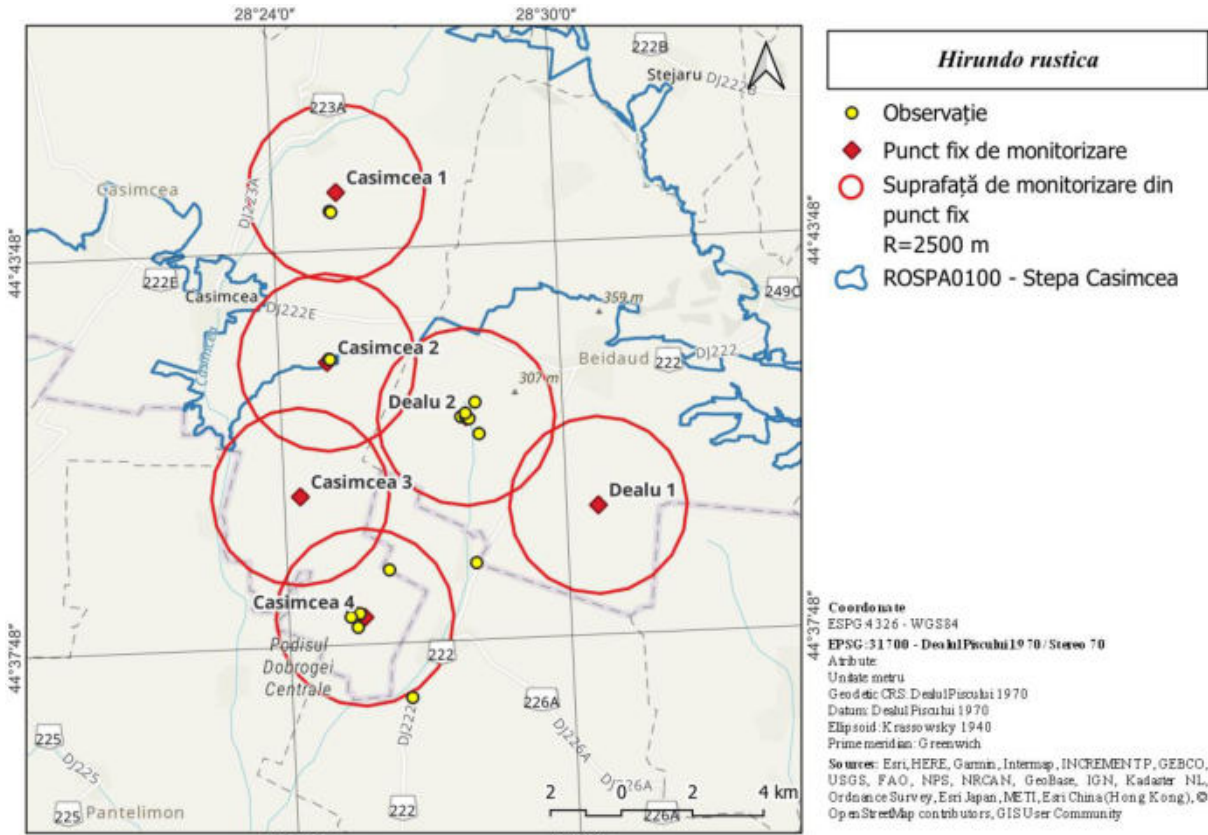 28°24′0″
28°30′0″
222B
Stejaru
DJ222B
223A
Casimcea 1
Casimcea
DJ223A
44°43′48″
44°43′48″
222E
249C
Casimcea
DJ222E
359 m
Casimcea 2
Beidaud
DJ222
222
Casimcea
307 m
Dealu 2
Casimcea 3
Dealu 1
Casimcea 4
44°37′48″
44°37′48″
Podisul
Dobrogei
Centrale
222
226A
DJ222
225
DJ225
DJ226A
2 0 2 4 km
DJ226A
Pantelimon
225
222
226A
Hirundo rustica
Observație
Punct fix de monitorizare
Suprafață de monitorizare din
punct fix
R=2500 m
ROSPA0100 - Stepa Casimcea
Coordonate
ESPG:4326 - WGS84
EPSG:31700 - Dealul Piscului 1970 / Stereo 70
Atribute
Unitate metru
Geodetic CRS: Dealul Piscului 1970
Datum: Dealul Piscului 1970
Ellipsoid: Krassowsky 1940
Prime meridian: Greenwich
Sources: Esri, HERE, Garmin, Intermap, INCREMENT P, GEBCO,
USGS, FAO, NPS, NRCAN, GeoBase, IGN, Kadaster NL,
Ordnance Survey, Esri Japan, METI, Esri China (Hong Kong), ©
OpenStreetMap contributors, GIS User Community